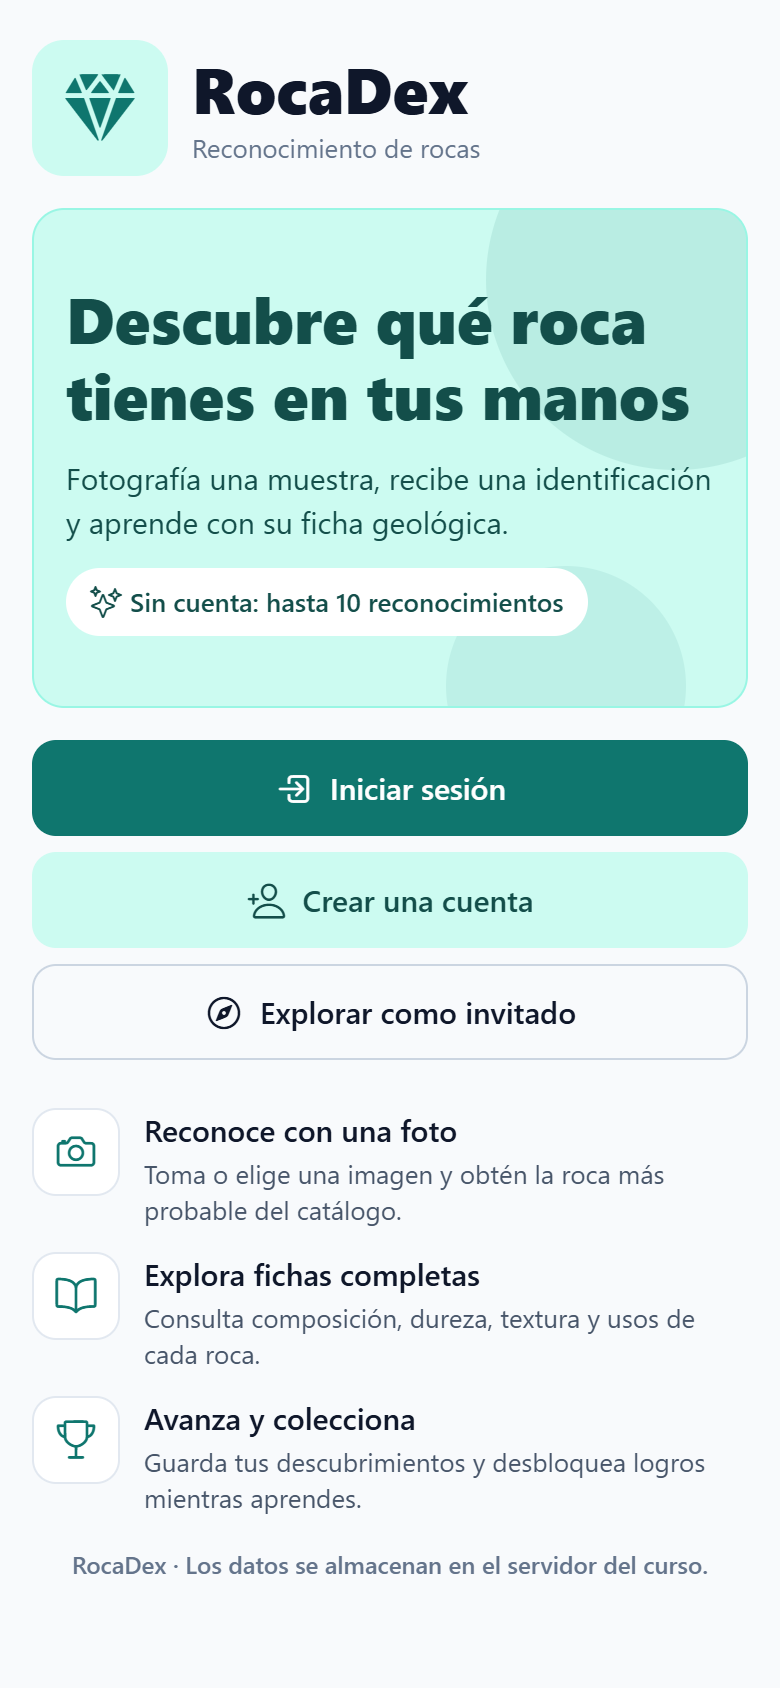 RocaDex
Reconocimiento de rocas
Descubre qué roca
tienes en tus manos
Fotografía una muestra, recibe una identificación
y aprende con su ficha geológica.
Sin cuenta: hasta 10 reconocimientos
Iniciar sesión
Crear una cuenta
Explorar como invitado
Reconoce con una foto
Toma o elige una imagen y obtén la roca más
probable del catálogo.
Explora fichas completas
Consulta composición, dureza, textura y usos de
cada roca.
Avanza y colecciona
Guarda tus descubrimientos y desbloquea logros
mientras aprendes.
RocaDex · Los datos se almacenan en el servidor del curso.